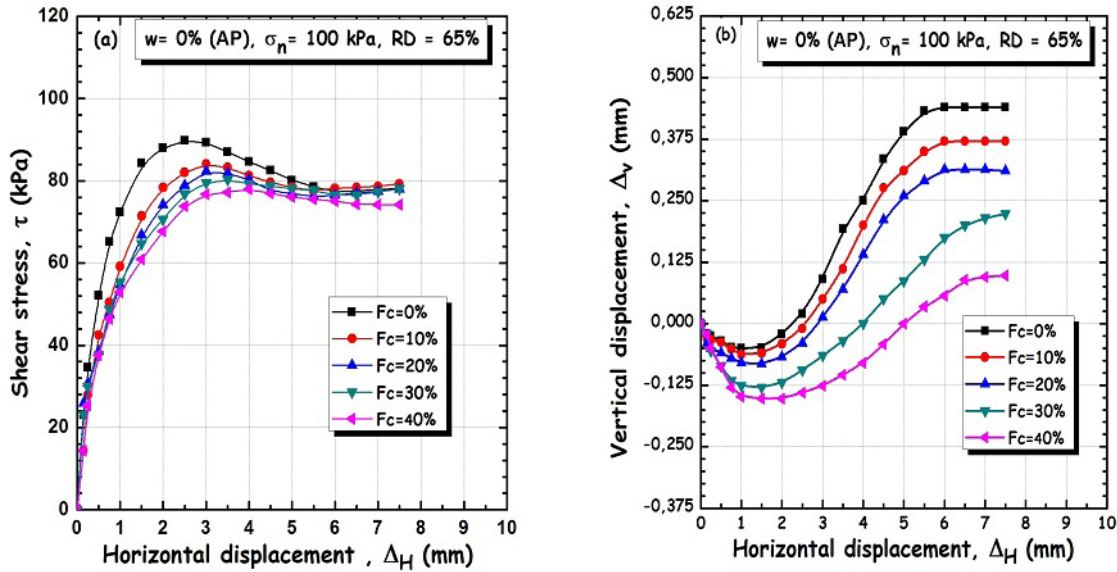 (a)
w= 0% (AP), σn= 100 kPa, RD = 65%
120
100
80
60
40
20
0
Shear stress, τ (kPa)
Fc=0%
Fc=10%
Fc=20%
Fc=30%
Fc=40%
0 1 2 3 4 5 6 7 8 9 10
Horizontal displacement , ΔH (mm)
(b)
w= 0% (AP), σn= 100 kPa, RD = 65%
0,625
0,500
0,375
0,250
0,125
0,000
-0,125
-0,250
-0,375
Vertical displacement, Δv (mm)
Fc=0%
Fc=10%
Fc=20%
Fc=30%
Fc=40%
0 1 2 3 4 5 6 7 8 9 10
Horizontal displacement, ΔH (mm)